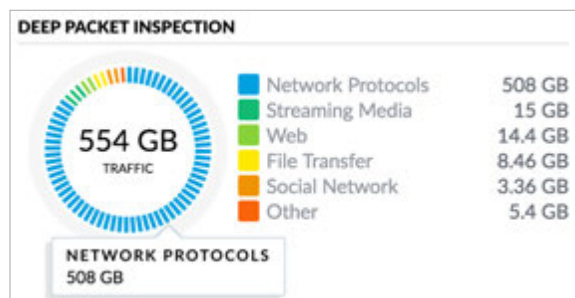 DEEP PACKET INSPECTION
554 GB
TRAFFIC
Network Protocols 508 GB
Streaming Media 15 GB
Web 14.4 GB
File Transfer 8.46 GB
Social Network 3.36 GB
Other 5.4 GB
NETWORK PROTOCOLS
508 GB